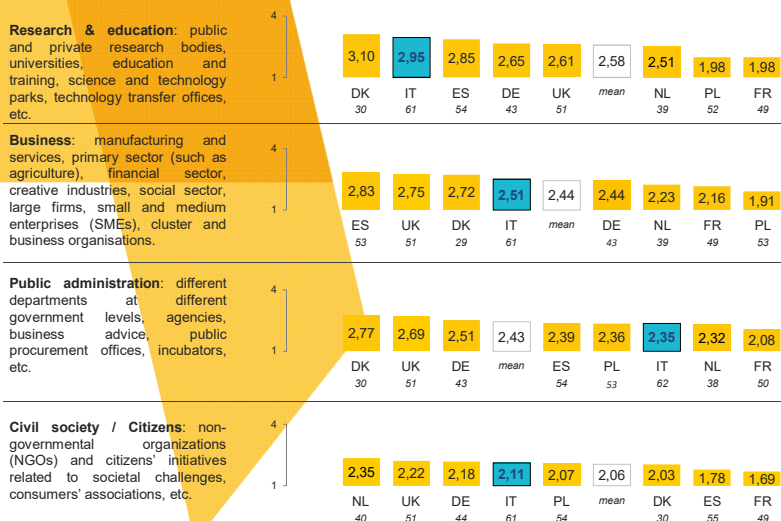 Research & education: public
and private research bodies,
universities, education and
training, science and technology
parks, technology transfer offices,
etc.
4
1
3,10 2,95 2,85 2,65 2,61 2,58 2,51 1,98 1,98
DK IT ES DE UK mean NL PL FR
30 61 54 43 51 39 52 49
Business: manufacturing and
services, primary sector (such as
agriculture), financial sector,
creative industries, social sector,
large firms, small and medium
enterprises (SMEs), cluster and
business organisations.
4
1
2,83 2,75 2,72 2,51 2,44 2,44 2,23 2,16 1,91
ES UK DK IT mean DE NL FR PL
53 51 29 61 43 39 49 53
Public administration: different
departments at different
government levels, agencies,
business advice, public
procurement offices, incubators,
etc.
4
1
2,77 2,69 2,51 2,43 2,39 2,36 2,35 2,32 2,08
DK UK DE mean ES PL IT NL FR
30 51 43 54 53 62 38 50
Civil society / Citizens: non-
governmental organizations
(NGOs) and citizens' initiatives
related to societal challenges,
consumers' associations, etc.
4
1
2,35 2,22 2,18 2,11 2,07 2,06 2,03 1,78 1,69
NL UK DE IT PL mean DK ES FR
40 51 44 61 54 30 55 49